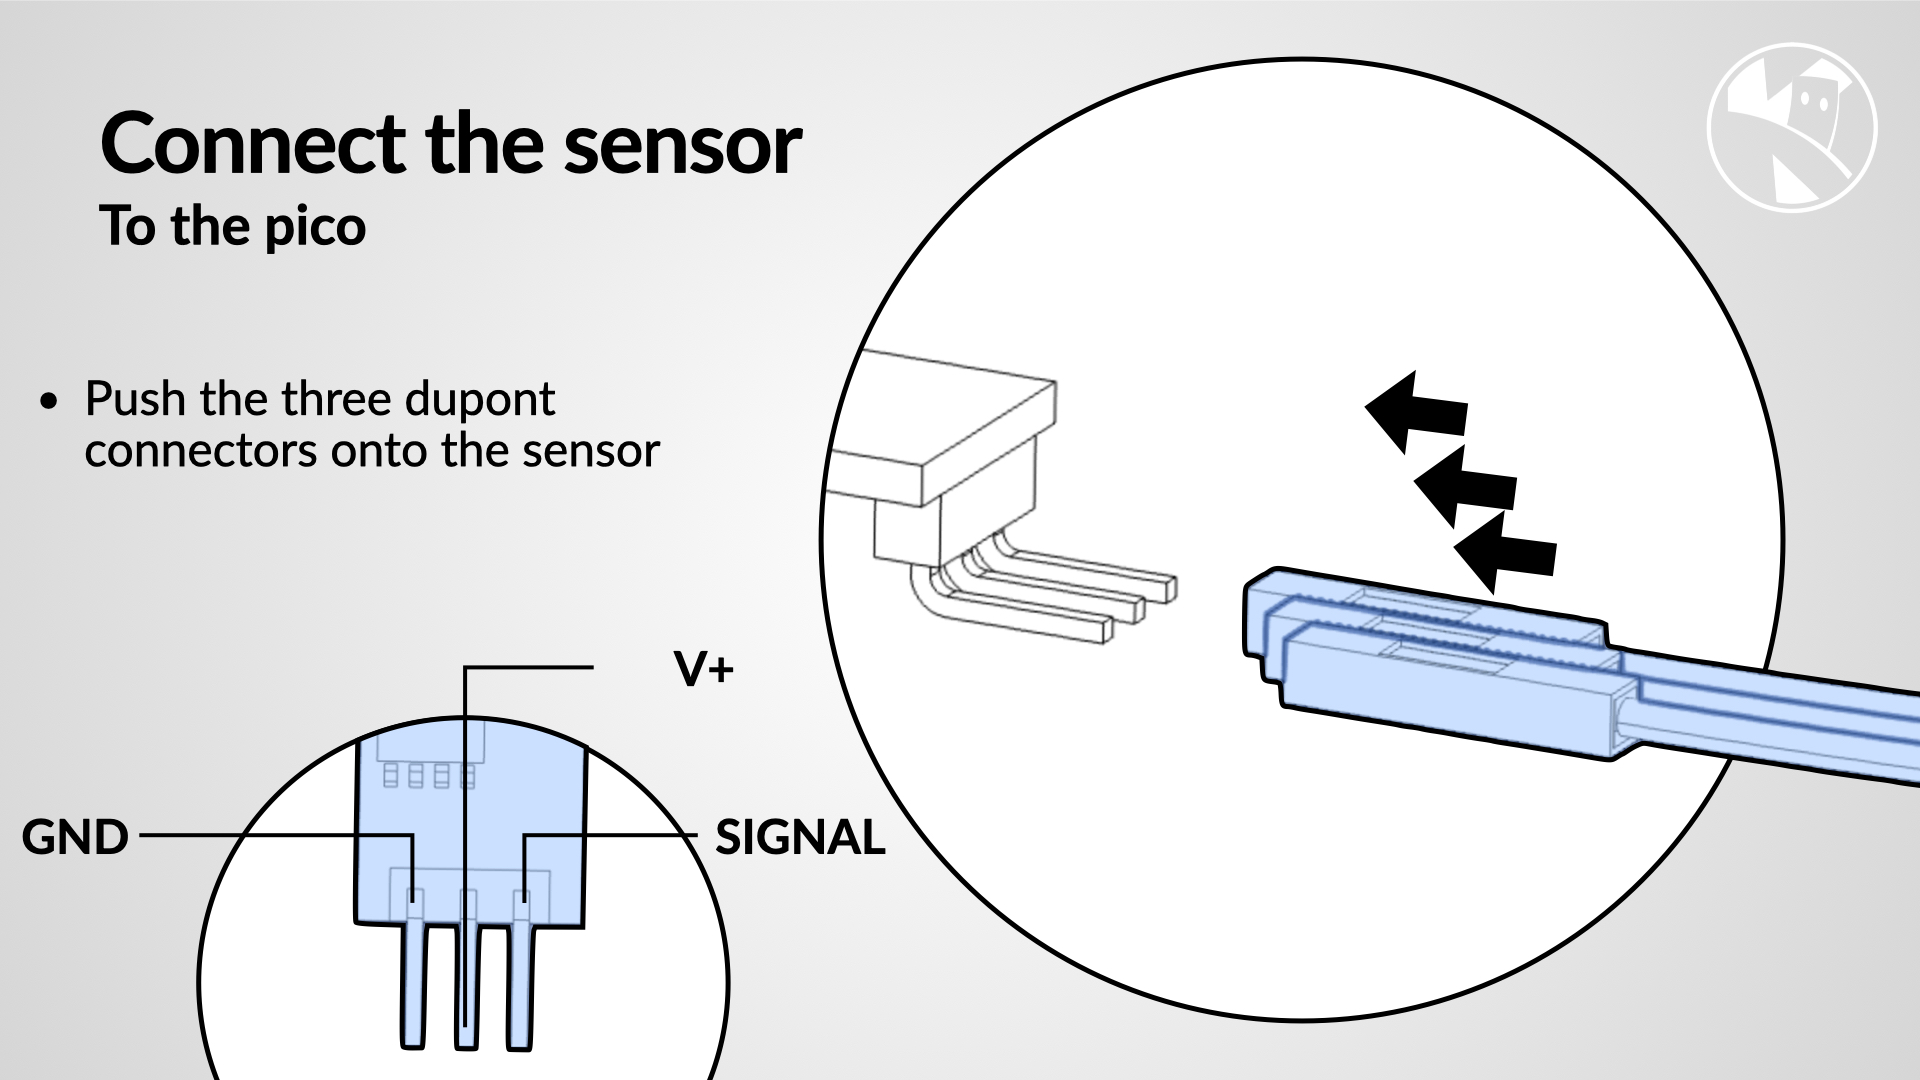 Connect the sensor
To the pico
• Push the three dupont
connectors onto the sensor
V+
GND
SIGNAL